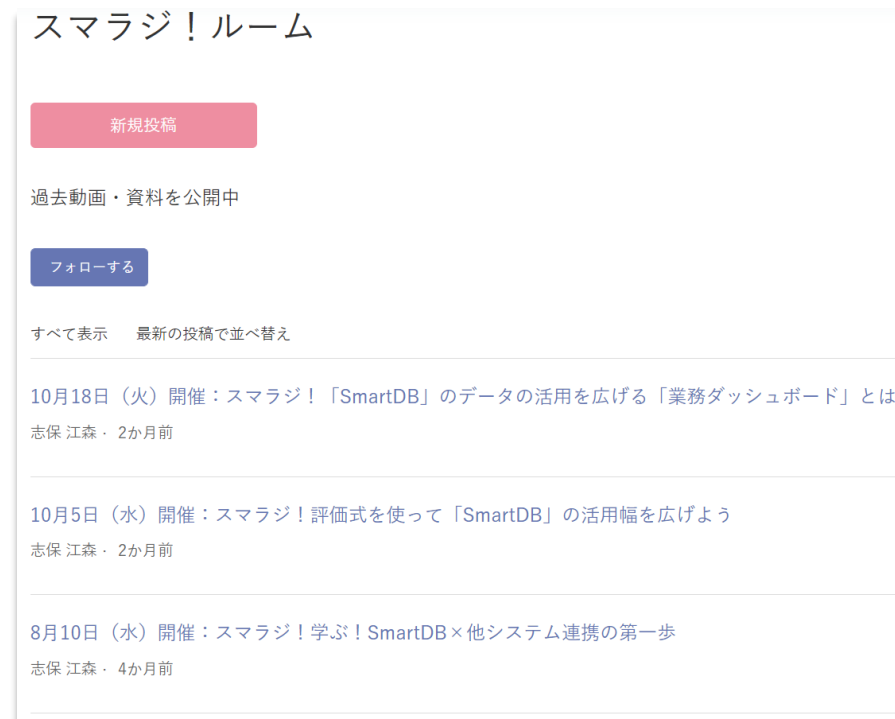 スマラジ！ルーム
新規投稿
過去動画・資料を公開中
フォローする
すべて表示 最新の投稿で並べ替え
10月18日（火）開催：スマラジ！「SmartDB」のデータの活用を広げる「業務ダッシュボード」とは
志保 江森 · 2か月前
10月5日（水）開催：スマラジ！評価式を使って「SmartDB」の活用幅を広げよう
志保 江森 · 2か月前
8月10日（水）開催：スマラジ！学ぶ！SmartDB×他システム連携の第一歩
志保 江森 · 4か月前